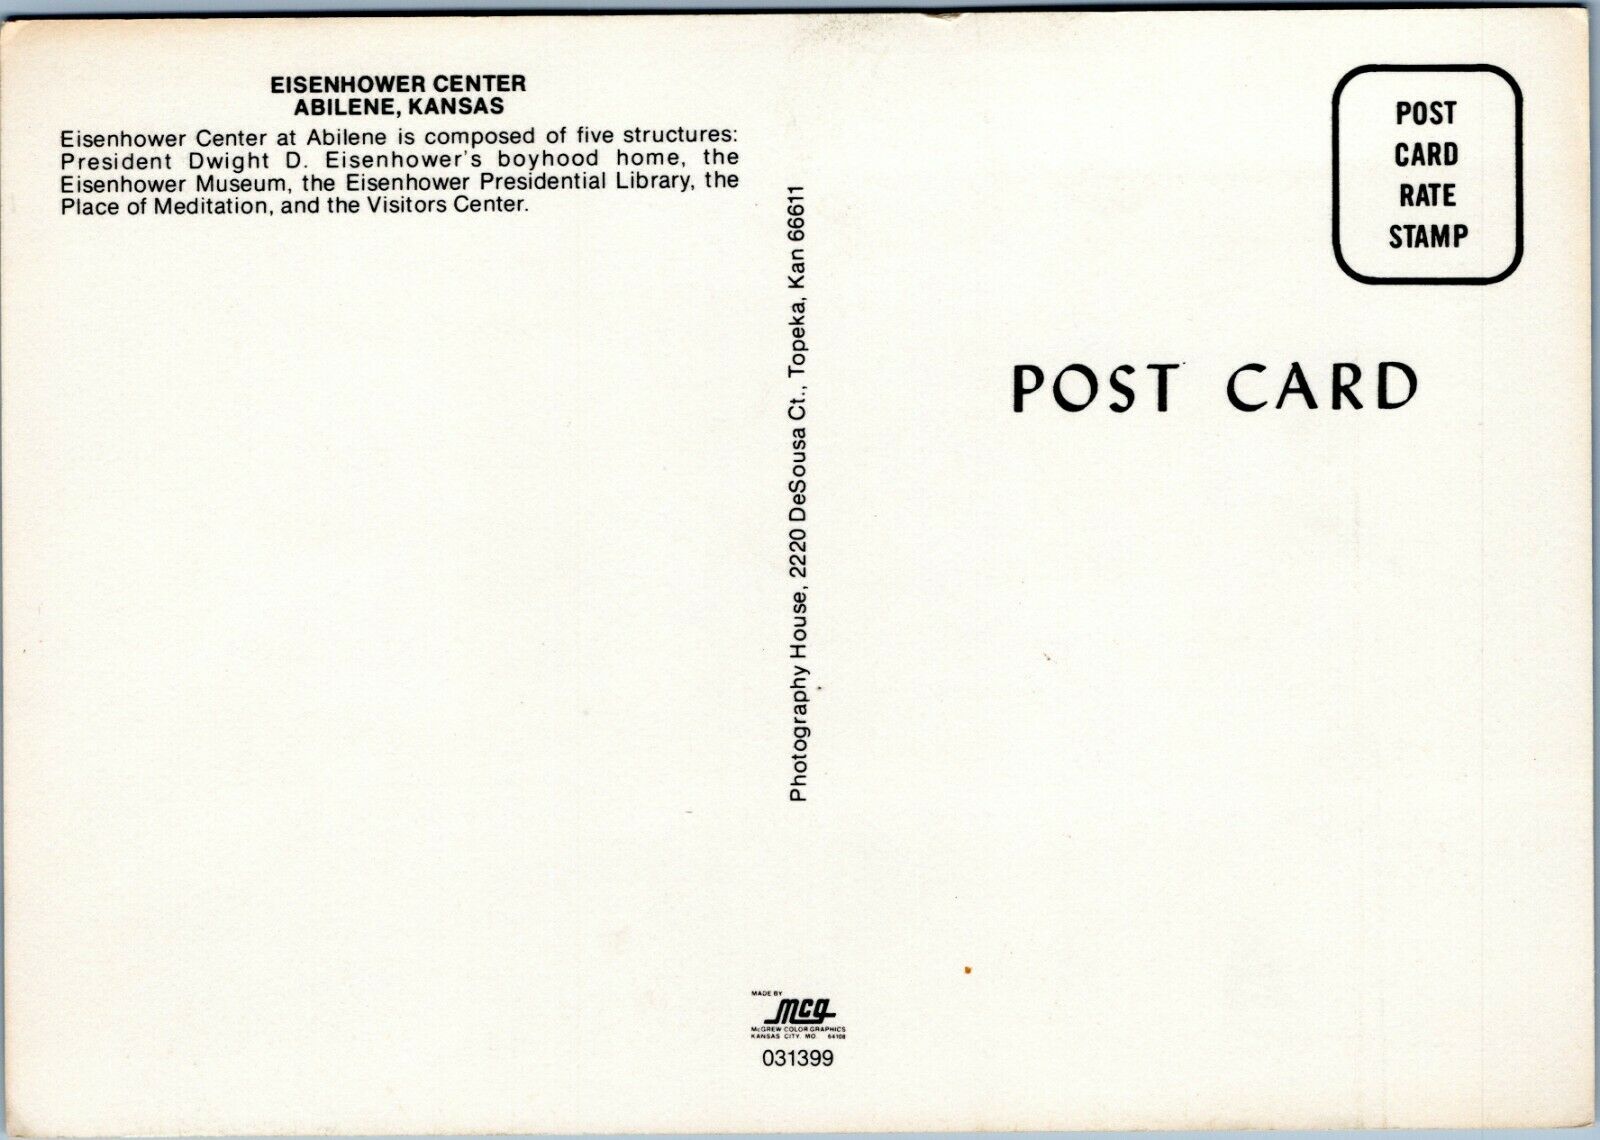 EISENHOWER CENTER
ABILENE, KANSAS
Eisenhower Center at Abilene is composed of five structures:
President Dwight D. Eisenhower's boyhood home, the
Eisenhower Museum, the Eisenhower Presidential Library, the
Place of Meditation, and the Visitors Center.
Photography House, 2220 DeSousa Ct., Topeka, Kan 66611
POST
CARD
RATE
STAMP
POST CARD
MADE BY
mcg
McGREW COLOR GRAPHICS
KANSAS CITY, MO. 64108
031399